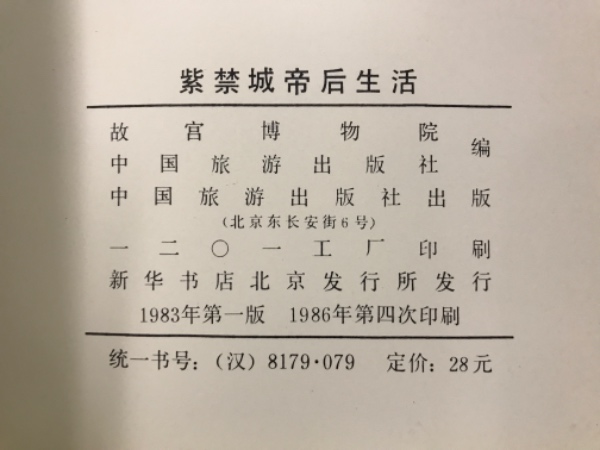 紫禁城帝后生活
故宫博物院
中国旅游出版社 编
中国旅游出版社出版
(北京东长安街6号)
一二〇一工厂印刷
新华书店北京发行所发行
1983年第一版 1986年第四次印刷
统一书号:(汉)8179·079 定价:28元